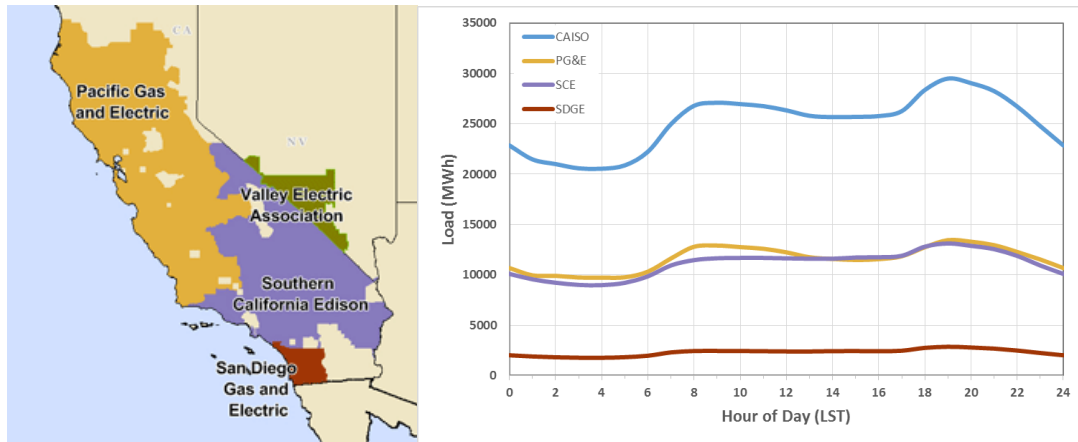 CA
Pacific Gas
and Electric
NV
Valley Electric
Association
Southern
California Edison
San Diego
Gas and
Electric
35000
30000
25000
20000
15000
10000
5000
0
Load (MWh)
CAISO
PG&E
SCE
SDGE
0 2 4 6 8 10 12 14 16 18 20 22 24
Hour of Day (LST)